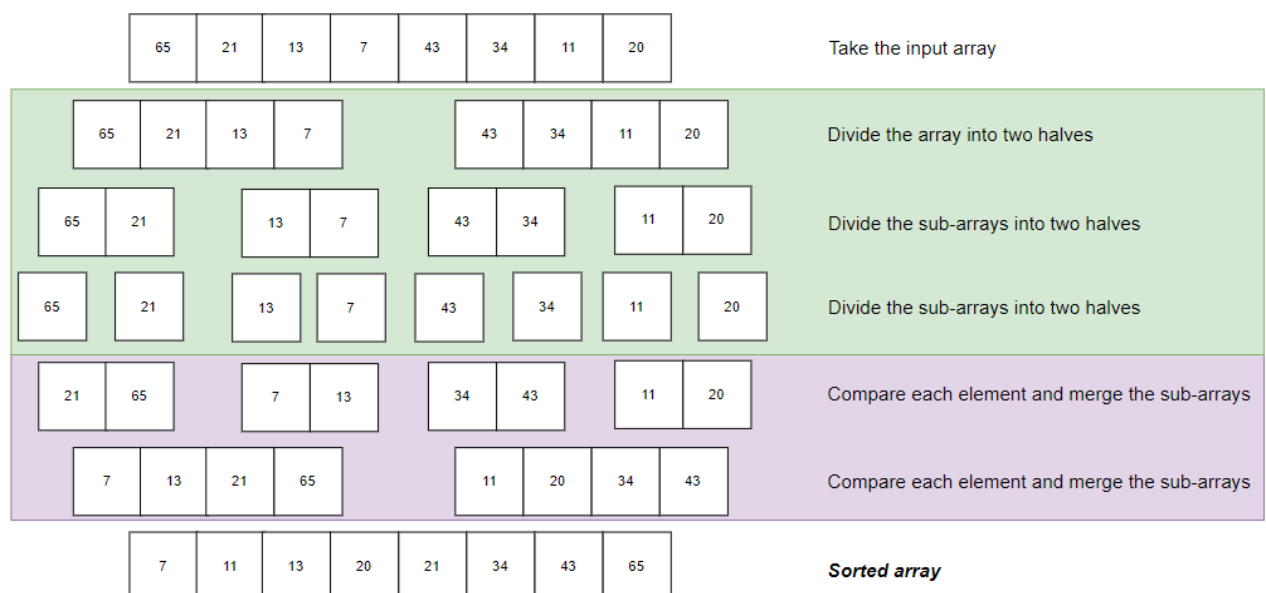 65 21 13 7 43 34 11 20 Take the input array
65 21 13 7 43 34 11 20 Divide the array into two halves
65 21 13 7 43 34 11 20 Divide the sub-arrays into two halves
65 21 13 7 43 34 11 20 Divide the sub-arrays into two halves
21 65 7 13 34 43 11 20 Compare each element and merge the sub-arrays
7 13 21 65 11 20 34 43 Compare each element and merge the sub-arrays
7 11 13 20 21 34 43 65 Sorted array